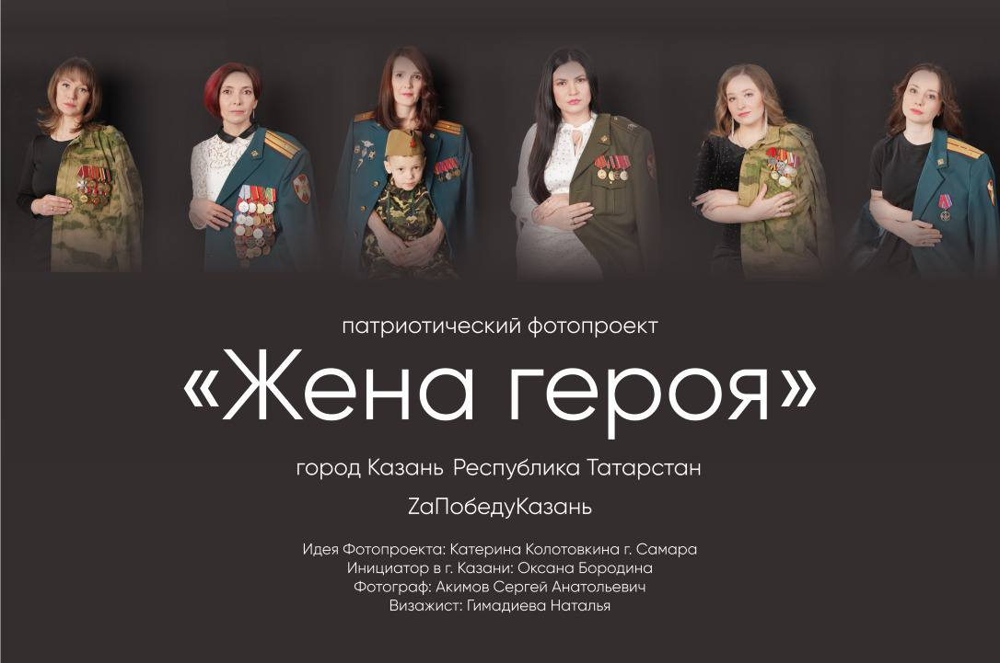 патриотический фотопроект
«Жена героя»
город Казань Республика Татарстан
ZaПобедуКазань
Идея Фотопроекта: Катерина Колотовкина г. Самара
Инициатор в г. Казани: Оксана Бородина
Фотограф: Акимов Сергей Анатольевич
Визажист: Гимадиева Наталья